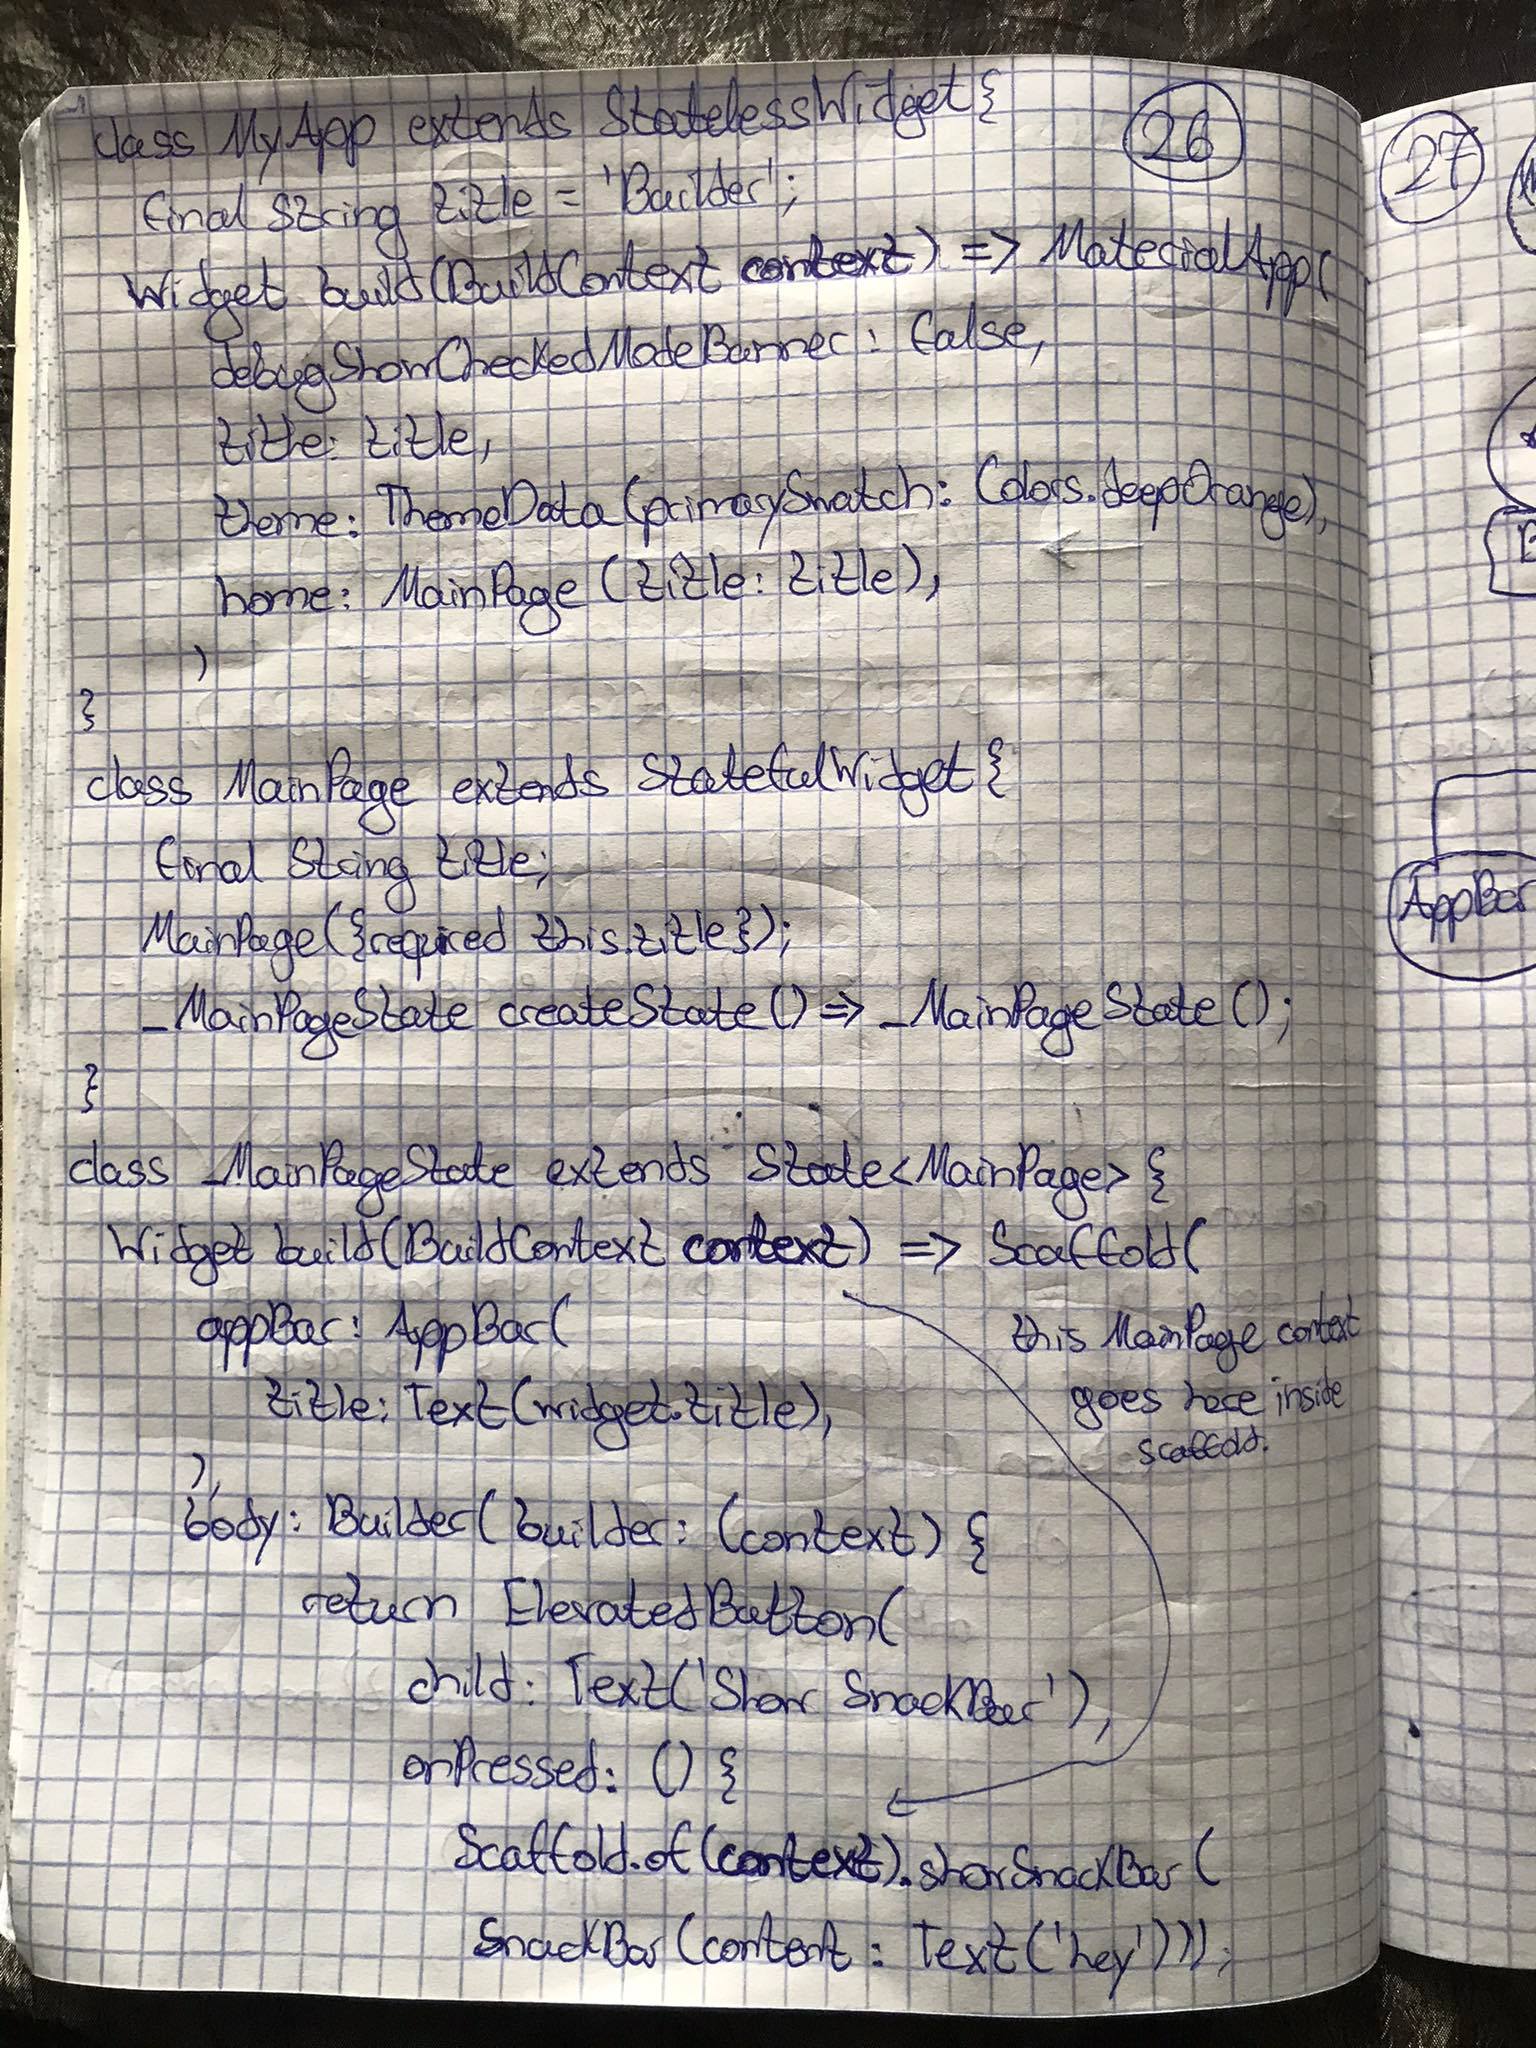 class MyApp extends StatelessWidget{
26
final String title = 'Builder';
Widget build(BuildContext context) => MaterialApp(
debugShowCheckedModeBanner: false,
title: title,
theme: ThemeData(primarySwatch: Colors.deepOrange),
home: MainPage (title: title),
)
}
class MainPage extends StatefulWidget{
final String title;
MainPage({required this.title});
_MainPageState createState() => _MainPageState();
}
class _MainPageState extends State<MainPage> {
Widget build(BuildContext context) => Scaffold(
appBar: AppBar(
title: Text(widget.title),
),
this MainPage context
goes here inside
scaffold.
body: Builder( builder: (context) {
return ElevatedButton(
child: Text('Show SnackBar'),
onPressed: () {
Scaffold.of(context).showSnackBar(
SnackBar(content: Text('hey')));
27
AppBar